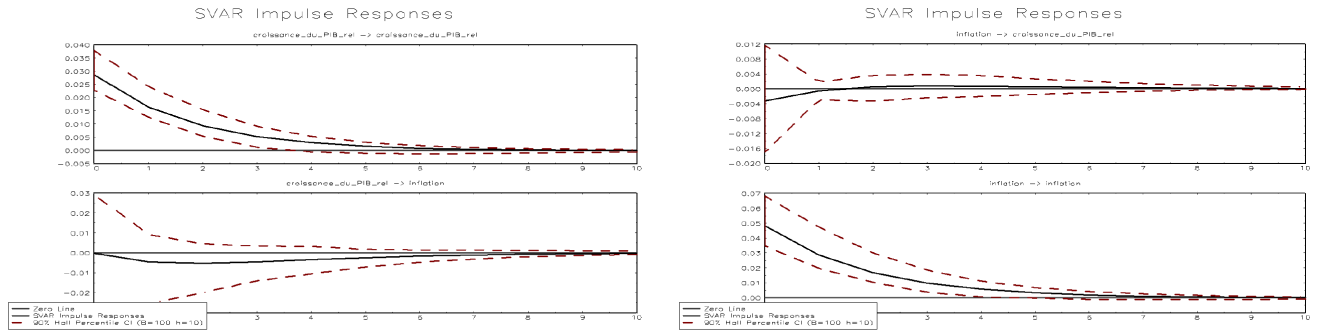 SVAR Impulse Responses
croissance_du_PIB_rel -> croissance_du_PIB_rel
0.040
0.035
0.030
0.025
0.020
0.015
0.010
0.005
0.000
-0.005
0 1 2 3 4 5 6 7 8 9 10
croissance_du_PIB_rel -> inflation
0.03
0.02
0.01
0.00
-0.01
-0.02
3 4 5 6 7 8 9 10
Zero Line
SVAR Impulse Responses
90% Hall Percentile CI (B=100 h=10)
SVAR Impulse Responses
inflation -> croissance_du_PIB_rel
0.012
0.008
0.004
0.000
-0.004
-0.008
-0.012
-0.016
-0.020
0 1 2 3 4 5 6 7 8 9 10
inflation -> inflation
0.07
0.06
0.05
0.04
0.03
0.02
0.01
0.00
3 4 5 6 7 8 9 10
Zero Line
SVAR Impulse Responses
90% Hall Percentile CI (B=100 h=10)